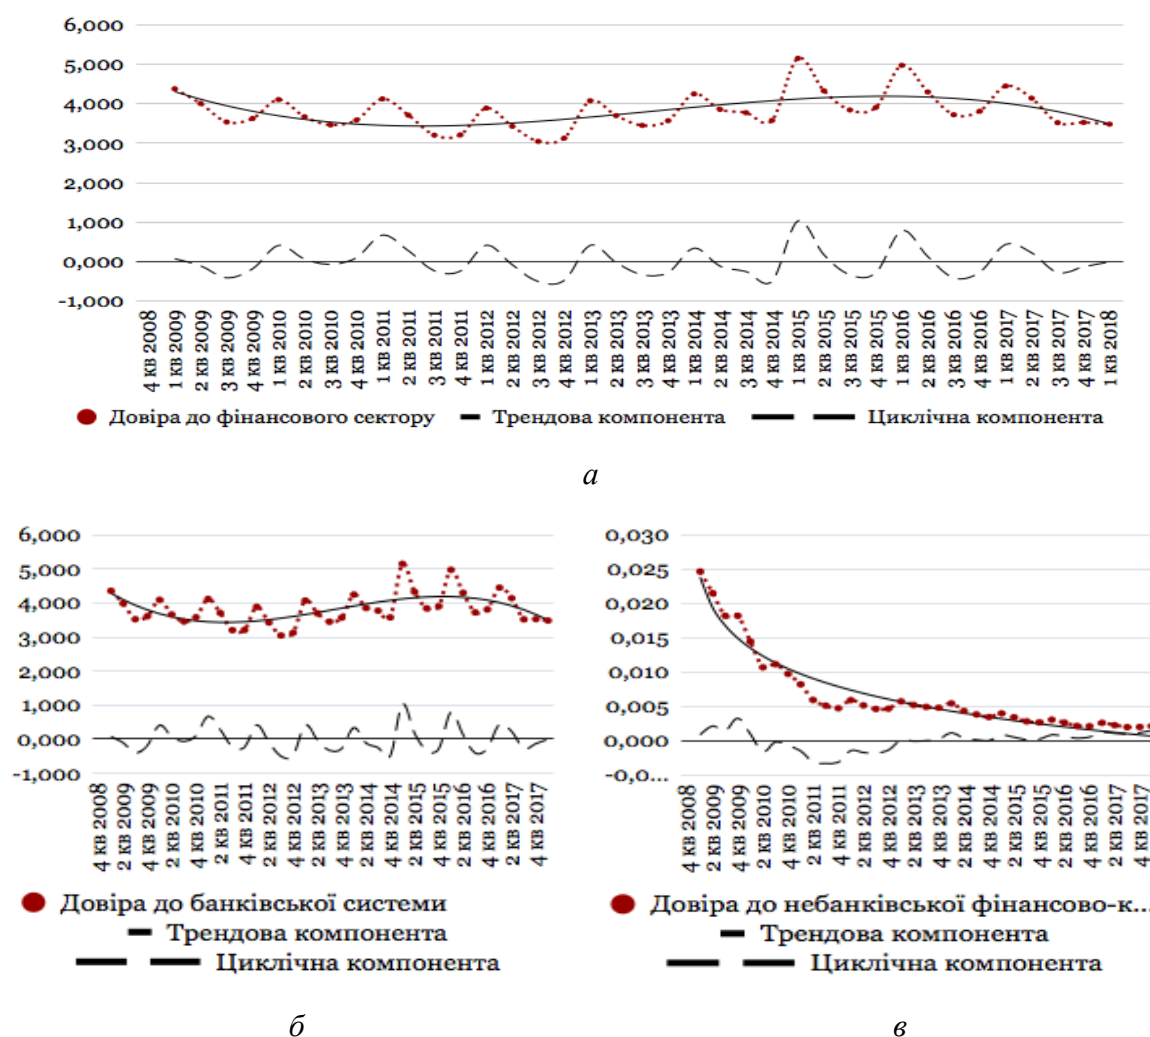 6,000
5,000
4,000
3,000
2,000
1,000
0,000
-1,000
4 кв 2008
1 кв 2009
2 кв 2009
3 кв 2009
4 кв 2009
1 кв 2010
2 кв 2010
3 кв 2010
4 кв 2010
1 кв 2011
2 кв 2011
3 кв 2011
4 кв 2011
1 кв 2012
2 кв 2012
3 кв 2012
4 кв 2012
1 кв 2013
2 кв 2013
3 кв 2013
4 кв 2013
1 кв 2014
2 кв 2014
3 кв 2014
4 кв 2014
1 кв 2015
2 кв 2015
3 кв 2015
4 кв 2015
1 кв 2016
2 кв 2016
3 кв 2016
4 кв 2016
1 кв 2017
2 кв 2017
3 кв 2017
4 кв 2017
1 кв 2018
Довіра до фінансового сектору Трендова компонента Циклічна компонента
а
6,000
5,000
4,000
3,000
2,000
1,000
0,000
-1,000
4 кв 2008
2 кв 2009
4 кв 2009
2 кв 2010
4 кв 2010
2 кв 2011
4 кв 2011
2 кв 2012
4 кв 2012
2 кв 2013
4 кв 2013
2 кв 2014
4 кв 2014
2 кв 2015
4 кв 2015
2 кв 2016
4 кв 2016
2 кв 2017
4 кв 2017
Довіра до банківської системи
Трендова компонента
Циклічна компонента
б
0,030
0,025
0,020
0,015
0,010
0,005
0,000
-0,0...
4 кв 2008
2 кв 2009
4 кв 2009
2 кв 2010
4 кв 2010
2 кв 2011
4 кв 2011
2 кв 2012
4 кв 2012
2 кв 2013
4 кв 2013
2 кв 2014
4 кв 2014
2 кв 2015
4 кв 2015
2 кв 2016
4 кв 2016
2 кв 2017
4 кв 2017
Довіра до небанківської фінансово-к...
Трендова компонента
Циклічна компонента
в